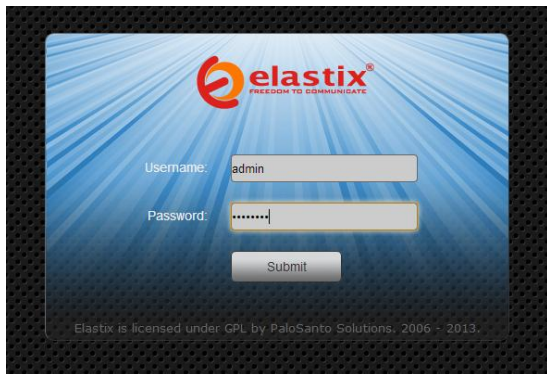 elastix®
FREEDOM TO COMMUNICATE
Username: admin
Password: ••••••••
Submit
Elastix is licensed under GPL by PaloSanto Solutions. 2006 - 2013.